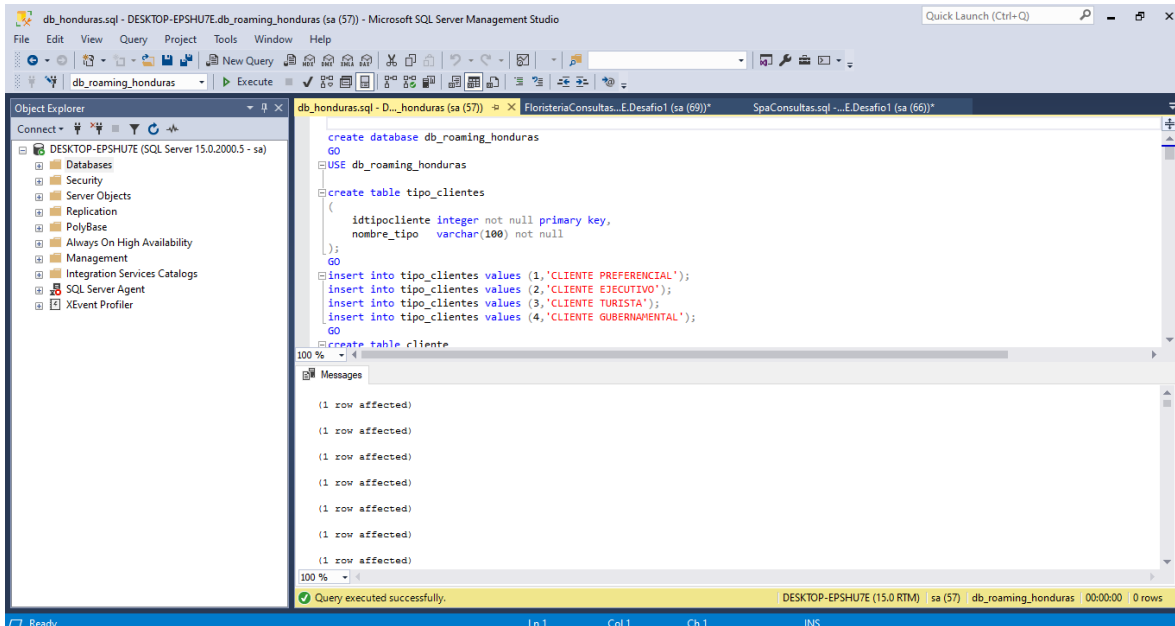 db_honduras.sql - DESKTOP-EPSHU7E.db_roaming_honduras (sa (57)) - Microsoft SQL Server Management Studio
Quick Launch (Ctrl+Q)
File Edit View Query Project Tools Window Help
New Query
db_roaming_honduras Execute
Object Explorer
Connect
DESKTOP-EPSHU7E (SQL Server 15.0.2000.5 - sa)
Databases
Security
Server Objects
Replication
PolyBase
Always On High Availability
Management
Integration Services Catalogs
SQL Server Agent
XEvent Profiler
db_honduras.sql - D..._honduras (sa (57)) FloristeriaConsultas...E.Desafio1 (sa (69))* SpaConsultas.sql -...E.Desafio1 (sa (66))*
create database db_roaming_honduras
GO
USE db_roaming_honduras
create table tipo_clientes
(
idtipocliente integer not null primary key,
nombre_tipo varchar(100) not null
);
GO
insert into tipo_clientes values (1,'CLIENTE PREFERENCIAL');
insert into tipo_clientes values (2,'CLIENTE EJECUTIVO');
insert into tipo_clientes values (3,'CLIENTE TURISTA');
insert into tipo_clientes values (4,'CLIENTE GUBERNAMENTAL');
GO
create table cliente
100 %
Messages
(1 row affected)
(1 row affected)
(1 row affected)
(1 row affected)
(1 row affected)
(1 row affected)
(1 row affected)
100 %
Query executed successfully. DESKTOP-EPSHU7E (15.0 RTM) sa (57) db_roaming_honduras 00:00:00 0 rows
Ready Ln 1 Col 1 Ch 1 INS